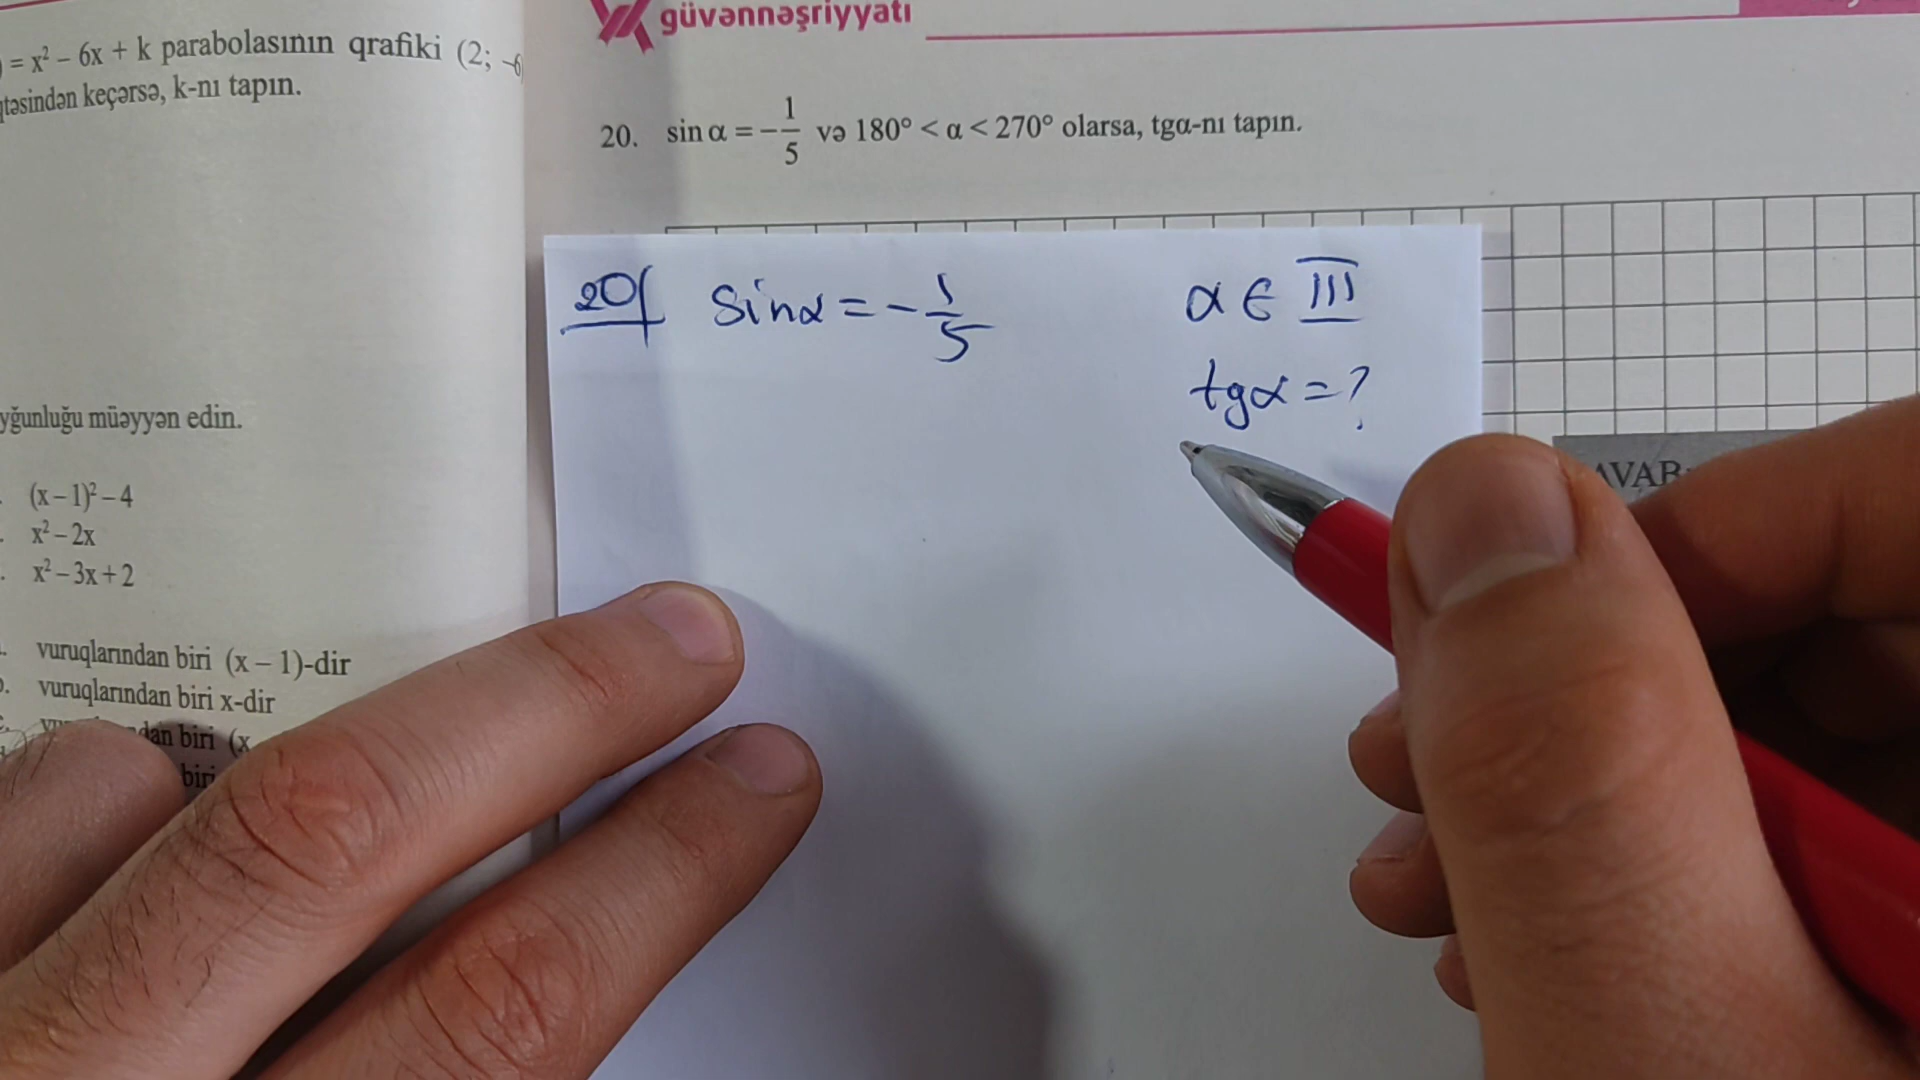 = x² – 6x + k parabolasının qrafiki (2; –6
qtəsindən keçərsə, k-nı tapın.
yğunluğu müəyyən edin.
(x – 1)² – 4
x² – 2x
x² – 3x + 2
vuruqlarından biri (x – 1)-dir
vuruqlarından biri x-dir
dan biri (x
biri
güvənnəşriyyatı
20. sin α = –1/5 və 180° < α < 270° olarsa, tgα-nı tapın.
20 sinα = –1/5 α ∈ III
tgα = ?
AVAB